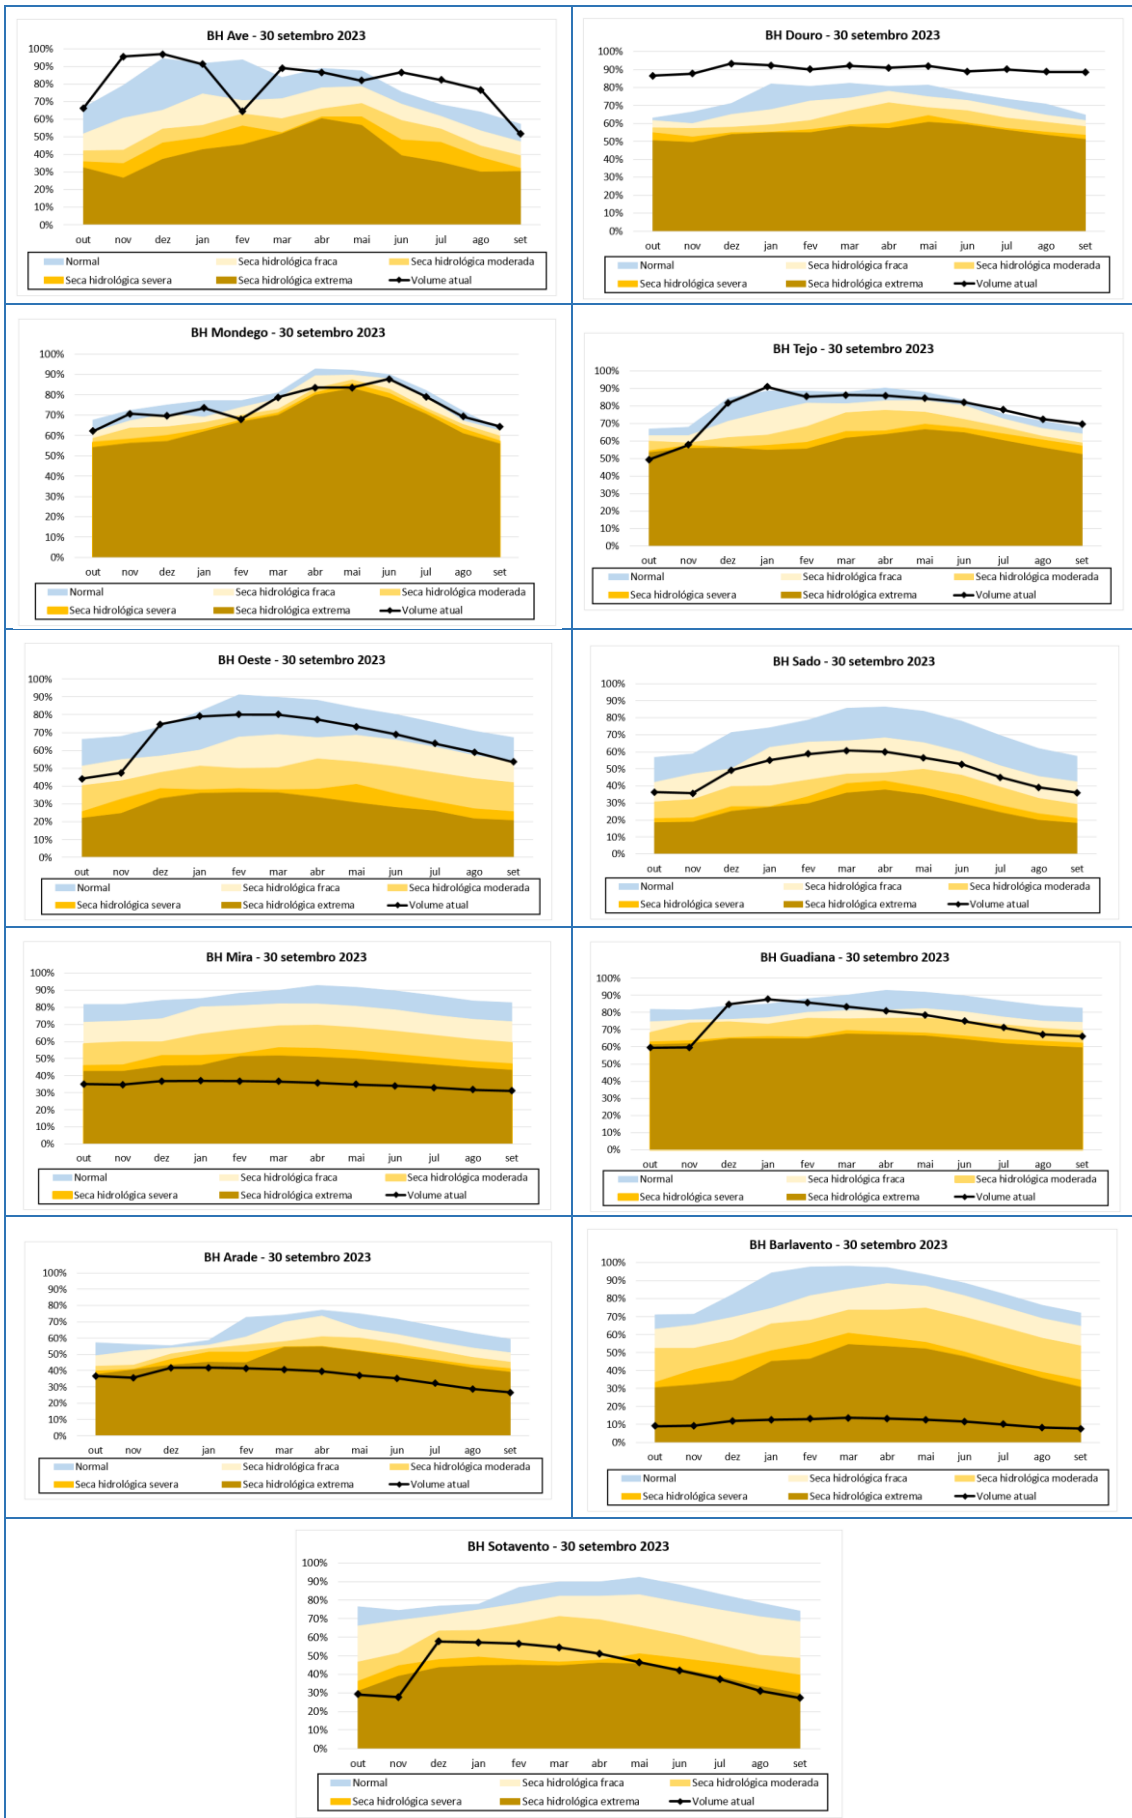 BH Ave - 30 setembro 2023
100%
90%
80%
70%
60%
50%
40%
30%
20%
10%
0%
out nov dez jan fev mar abr mai jun jul ago set
Normal Seca hidrológica fraca Seca hidrológica moderada
Seca hidrológica severa Seca hidrológica extrema Volume atual
BH Douro - 30 setembro 2023
100%
90%
80%
70%
60%
50%
40%
30%
20%
10%
0%
out nov dez jan fev mar abr mai jun jul ago set
Normal Seca hidrológica fraca Seca hidrológica moderada
Seca hidrológica severa Seca hidrológica extrema Volume atual
BH Mondego - 30 setembro 2023
100%
90%
80%
70%
60%
50%
40%
30%
20%
10%
0%
out nov dez jan fev mar abr mai jun jul ago set
Normal Seca hidrológica fraca Seca hidrológica moderada
Seca hidrológica severa Seca hidrológica extrema Volume atual
BH Tejo - 30 setembro 2023
100%
90%
80%
70%
60%
50%
40%
30%
20%
10%
0%
out nov dez jan fev mar abr mai jun jul ago set
Normal Seca hidrológica fraca Seca hidrológica moderada
Seca hidrológica severa Seca hidrológica extrema Volume atual
BH Oeste - 30 setembro 2023
100%
90%
80%
70%
60%
50%
40%
30%
20%
10%
0%
out nov dez jan fev mar abr mai jun jul ago set
Normal Seca hidrológica fraca Seca hidrológica moderada
Seca hidrológica severa Seca hidrológica extrema Volume atual
BH Sado - 30 setembro 2023
100%
90%
80%
70%
60%
50%
40%
30%
20%
10%
0%
out nov dez jan fev mar abr mai jun jul ago set
Normal Seca hidrológica fraca Seca hidrológica moderada
Seca hidrológica severa Seca hidrológica extrema Volume atual
BH Mira - 30 setembro 2023
100%
90%
80%
70%
60%
50%
40%
30%
20%
10%
0%
out nov dez jan fev mar abr mai jun jul ago set
Normal Seca hidrológica fraca Seca hidrológica moderada
Seca hidrológica severa Seca hidrológica extrema Volume atual
BH Guadiana - 30 setembro 2023
100%
90%
80%
70%
60%
50%
40%
30%
20%
10%
0%
out nov dez jan fev mar abr mai jun jul ago set
Normal Seca hidrológica fraca Seca hidrológica moderada
Seca hidrológica severa Seca hidrológica extrema Volume atual
BH Arade - 30 setembro 2023
100%
90%
80%
70%
60%
50%
40%
30%
20%
10%
0%
out nov dez jan fev mar abr mai jun jul ago set
Normal Seca hidrológica fraca Seca hidrológica moderada
Seca hidrológica severa Seca hidrológica extrema Volume atual
BH Barlavento - 30 setembro 2023
100%
90%
80%
70%
60%
50%
40%
30%
20%
10%
0%
out nov dez jan fev mar abr mai jun jul ago set
Normal Seca hidrológica fraca Seca hidrológica moderada
Seca hidrológica severa Seca hidrológica extrema Volume atual
BH Sotavento - 30 setembro 2023
100%
90%
80%
70%
60%
50%
40%
30%
20%
10%
0%
out nov dez jan fev mar abr mai jun jul ago set
Normal Seca hidrológica fraca Seca hidrológica moderada
Seca hidrológica severa Seca hidrológica extrema Volume atual